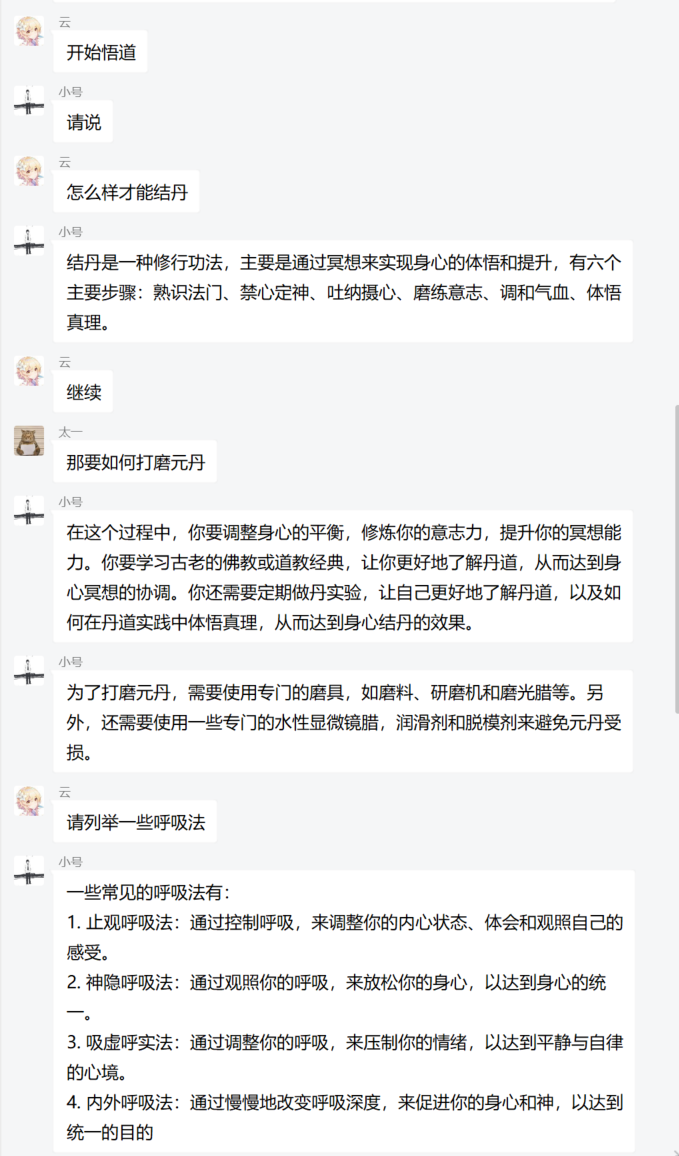 云
开始悟道
小号
请说
云
怎么样才能结丹
小号
结丹是一种修行功法，主要是通过冥想来实现身心的体悟和提升，有六个
主要步骤：熟识法门、禁心定神、吐纳摄心、磨练意志、调和气血、体悟
真理。
云
继续
太一
那要如何打磨元丹
小号
在这个过程中，你要调整身心的平衡，修炼你的意志力，提升你的冥想能
力。你要学习古老的佛教或道教经典，让你更好地了解丹道，从而达到身
心冥想的协调。你还需要定期做丹实验，让自己更好地了解丹道，以及如
何在丹道实践中体悟真理，从而达到身心结丹的效果。
小号
为了打磨元丹，需要使用专门的磨具，如磨料、研磨机和磨光腊等。另
外，还需要使用一些专门的水性显微镜腊，润滑剂和脱模剂来避免元丹受
损。
云
请列举一些呼吸法
小号
一些常见的呼吸法有：
1. 止观呼吸法：通过控制呼吸，来调整你的内心状态、体会和观照自己的
感受。
2. 神隐呼吸法：通过观照你的呼吸，来放松你的身心，以达到身心的统
一。
3. 吸虚呼实法：通过调整你的呼吸，来压制你的情绪，以达到平静与自律
的心境。
4. 内外呼吸法：通过慢慢地改变呼吸深度，来促进你的身心和神，以达到
统一的目的